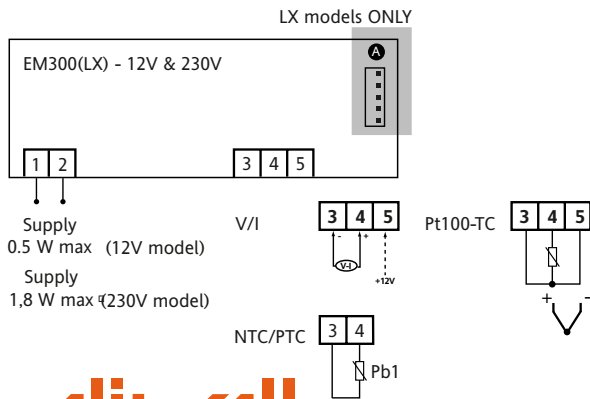 LX models ONLY
A
EM300(LX) - 12V & 230V
1 2
3 4 5
Supply
0.5 W max (12V model)
Supply
1,8 W max (230V model)
V/I
3 4 5
- +
V-I
+12V
Pt100-TC
3 4 5
+ -
NTC/PTC
3 4
Pb1